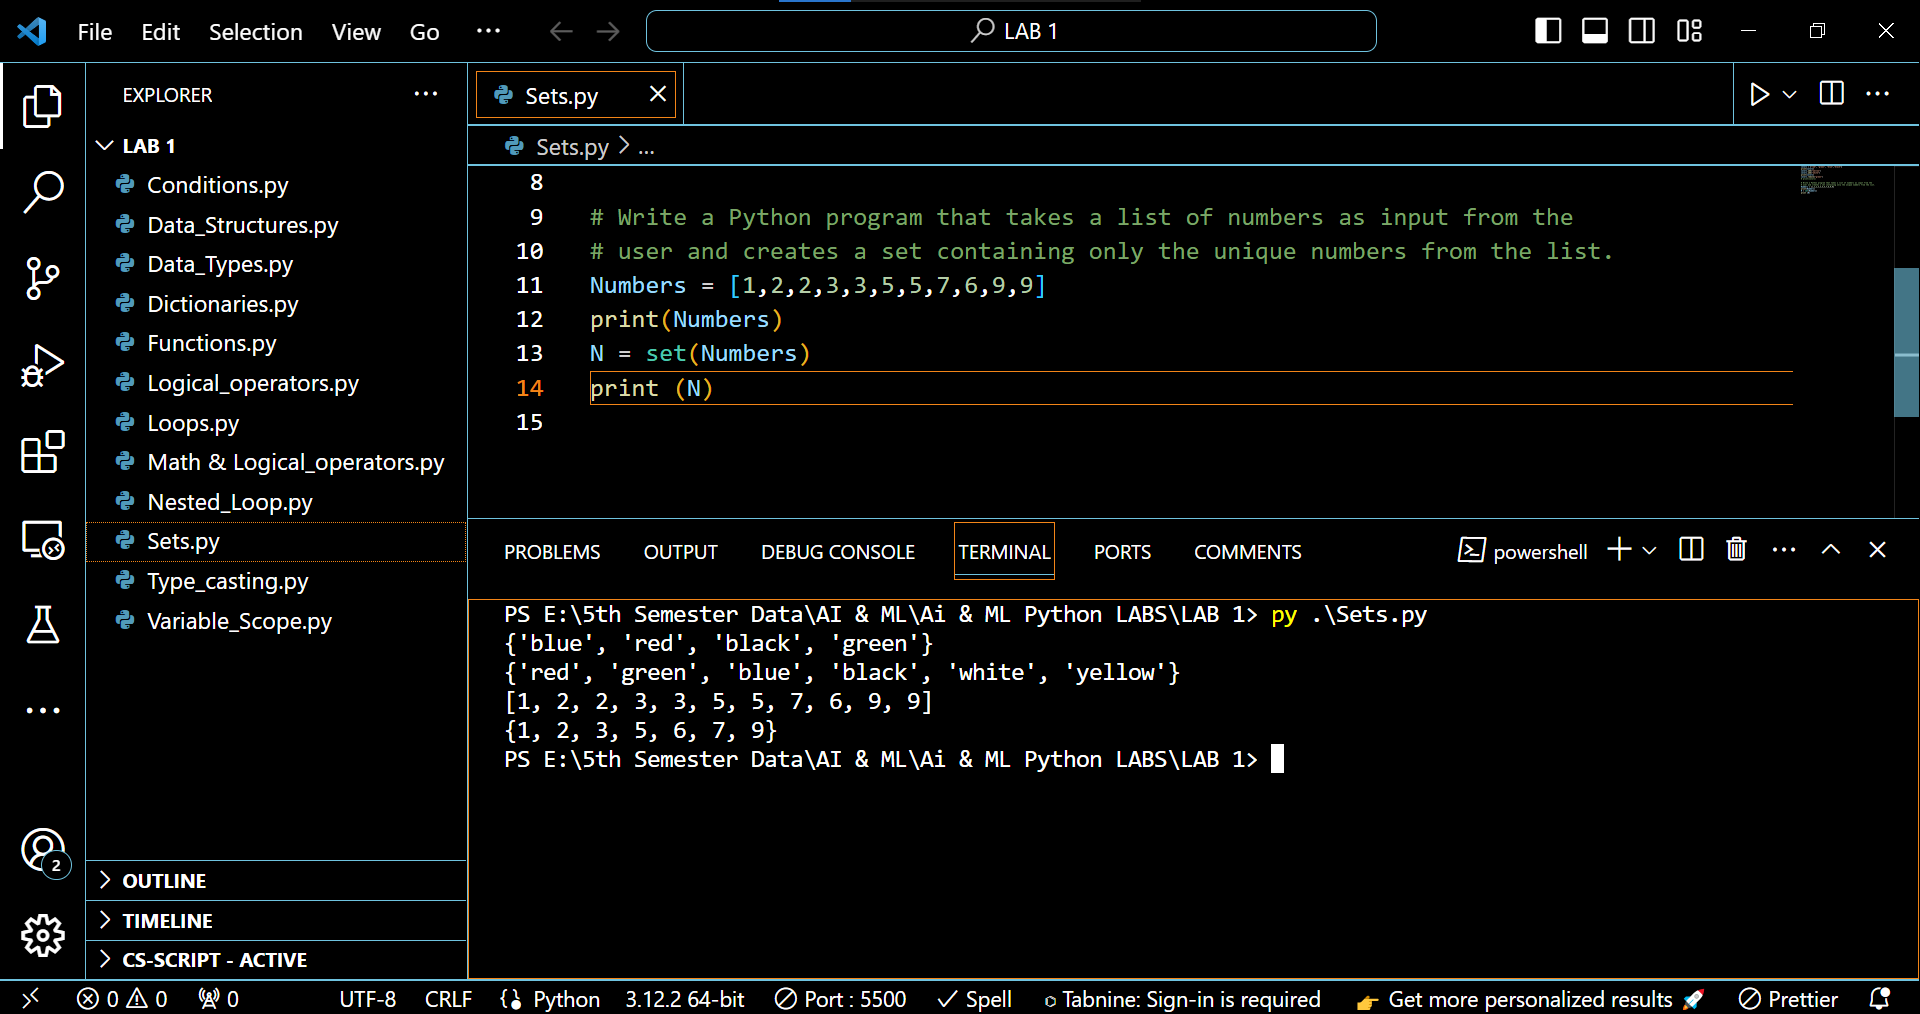 File Edit Selection View Go ... LAB 1
EXPLORER ...
LAB 1
Conditions.py
Data_Structures.py
Data_Types.py
Dictionaries.py
Functions.py
Logical_operators.py
Loops.py
Math & Logical_operators.py
Nested_Loop.py
Sets.py
Type_casting.py
Variable_Scope.py
OUTLINE
TIMELINE
CS-SCRIPT - ACTIVE
2
Sets.py
Sets.py > ...
8
9 # Write a Python program that takes a list of numbers as input from the
10 # user and creates a set containing only the unique numbers from the list.
11 Numbers = [1,2,2,3,3,5,5,7,6,9,9]
12 print(Numbers)
13 N = set(Numbers)
14 print (N)
15
PROBLEMS OUTPUT DEBUG CONSOLE TERMINAL PORTS COMMENTS powershell
PS E:\5th Semester Data\AI & ML\Ai & ML Python LABS\LAB 1> py .\Sets.py
{'blue', 'red', 'black', 'green'}
{'red', 'green', 'blue', 'black', 'white', 'yellow'}
[1, 2, 2, 3, 3, 5, 5, 7, 6, 9, 9]
{1, 2, 3, 5, 6, 7, 9}
PS E:\5th Semester Data\AI & ML\Ai & ML Python LABS\LAB 1>
0 0 0 UTF-8 CRLF Python 3.12.2 64-bit Port : 5500 Spell Tabnine: Sign-in is required 👉 Get more personalized results 🚀 Prettier